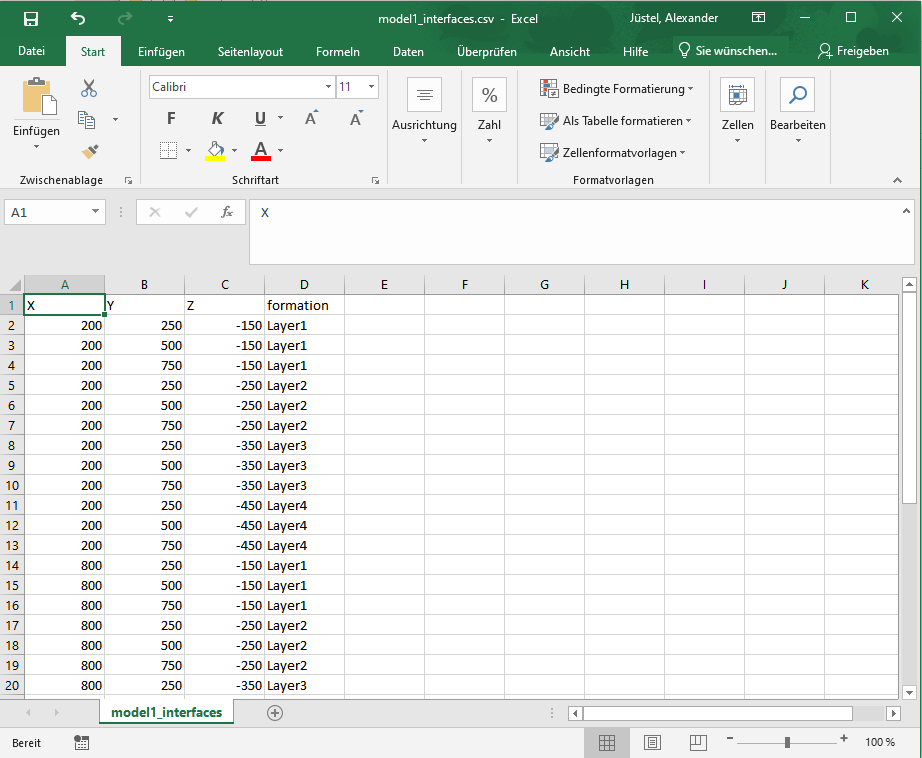 model1_interfaces.csv - Excel
Jüstel, Alexander
Datei Start Einfügen Seitenlayout Formeln Daten Überprüfen Ansicht Hilfe Sie wünschen... Freigeben
Einfügen
Zwischenablage
Calibri 11
F K U A A
A
Schriftart
Ausrichtung
%
Zahl
Bedingte Formatierung
Als Tabelle formatieren
Zellenformatvorlagen
Formatvorlagen
Zellen
Bearbeiten
A1 fx X
A B C D E F G H I J K
1 X Y Z formation
2 200 250 -150 Layer1
3 200 500 -150 Layer1
4 200 750 -150 Layer1
5 200 250 -250 Layer2
6 200 500 -250 Layer2
7 200 750 -250 Layer2
8 200 250 -350 Layer3
9 200 500 -350 Layer3
10 200 750 -350 Layer3
11 200 250 -450 Layer4
12 200 500 -450 Layer4
13 200 750 -450 Layer4
14 800 250 -150 Layer1
15 800 500 -150 Layer1
16 800 750 -150 Layer1
17 800 250 -250 Layer2
18 800 500 -250 Layer2
19 800 750 -250 Layer2
20 800 250 -350 Layer3
model1_interfaces
Bereit
100 %